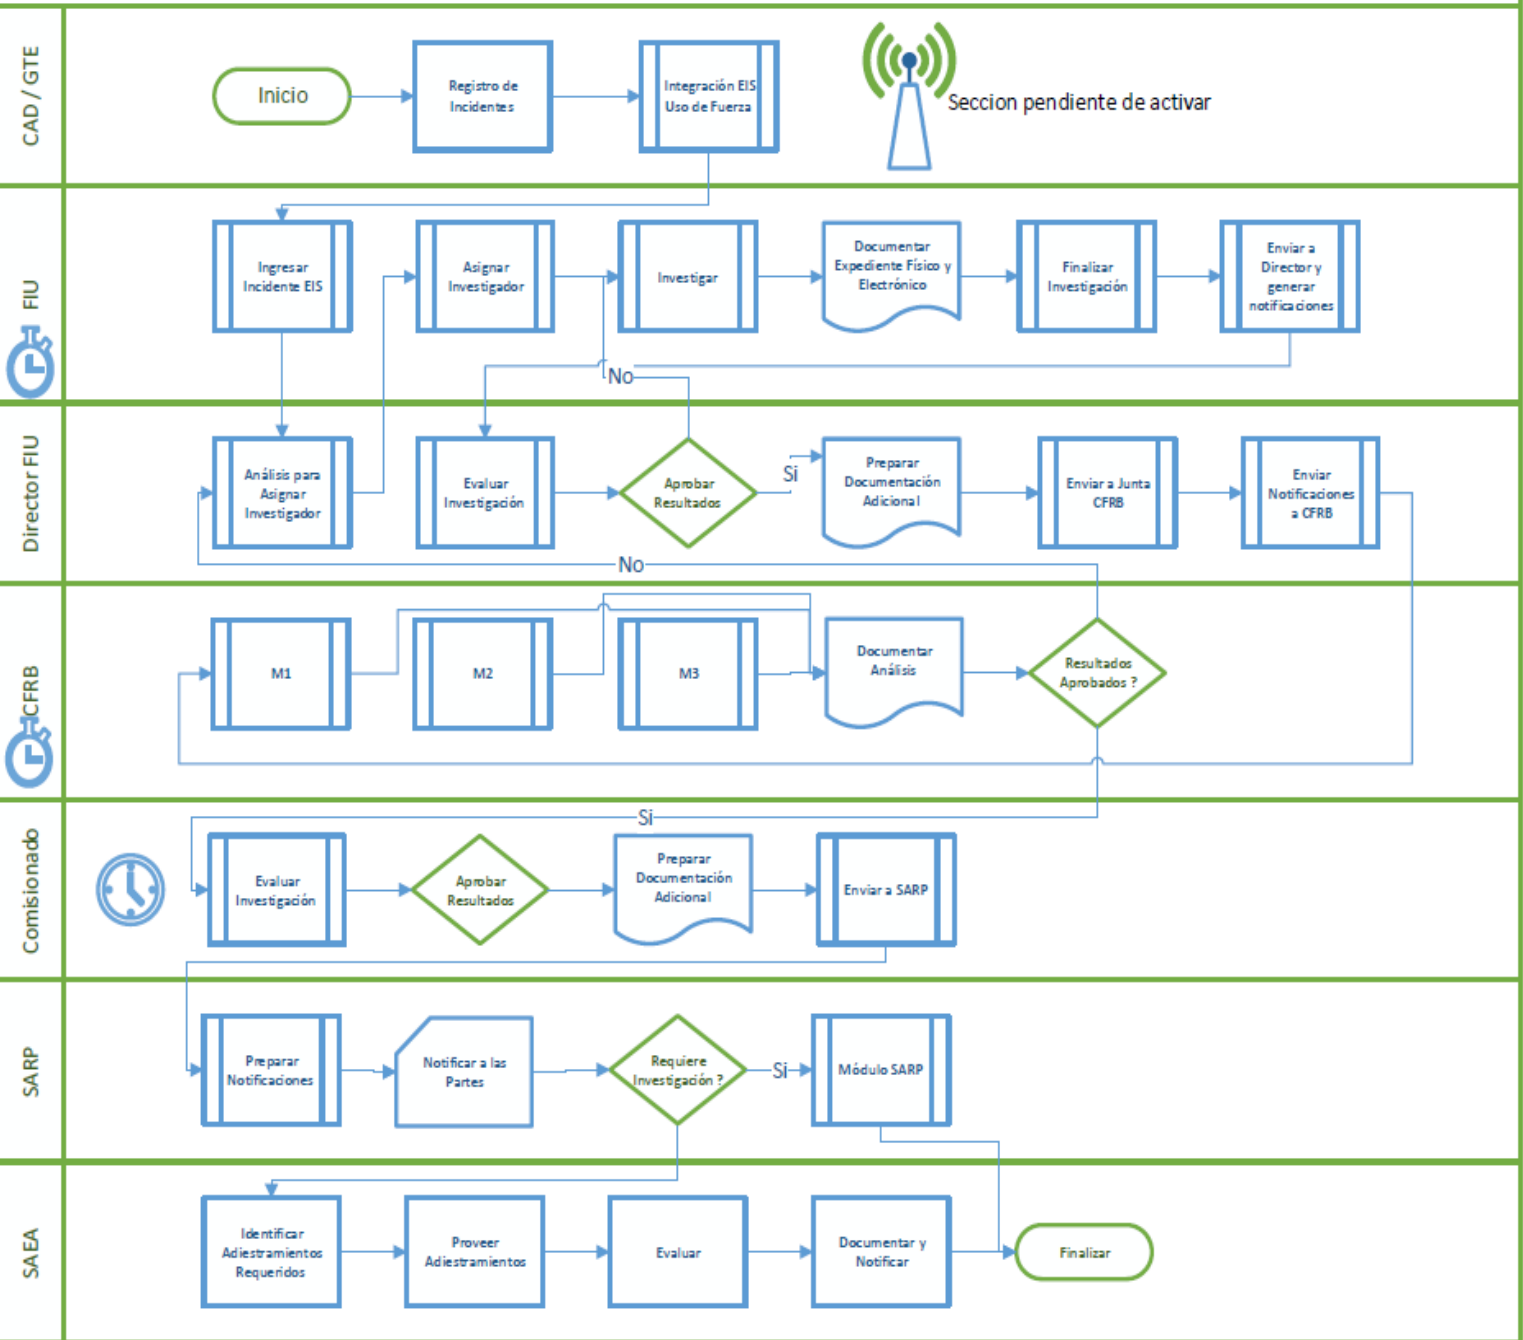 CAD / GTE
Inicio
Registro de
Incidentes
Integración EIS
Uso de Fuerza
Seccion pendiente de activar
FIU
Ingresar
Incidente EIS
Asignar
Investigador
Investigar
Documentar
Expediente Físico y
Electrónico
Finalizar
Investigación
Enviar a
Director y
generar
notificaciones
No
Director FIU
Análisis para
Asignar
Investigador
Evaluar
Investigación
Aprobar
Resultados
Si
Preparar
Documentación
Adicional
Enviar a Junta
CFRB
Enviar
Notificaciones
a CFRB
No
CFRB
M1
M2
M3
Documentar
Análisis
Resultados
Aprobados ?
Si
Comisionado
Evaluar
Investigación
Aprobar
Resultados
Preparar
Documentación
Adicional
Enviar a SARP
SARP
Preparar
Notificaciones
Notificar a las
Partes
Requiere
Investigación ?
Si
Módulo SARP
SAEA
Identificar
Adiestramientos
Requeridos
Proveer
Adiestramientos
Evaluar
Documentar y
Notificar
Finalizar